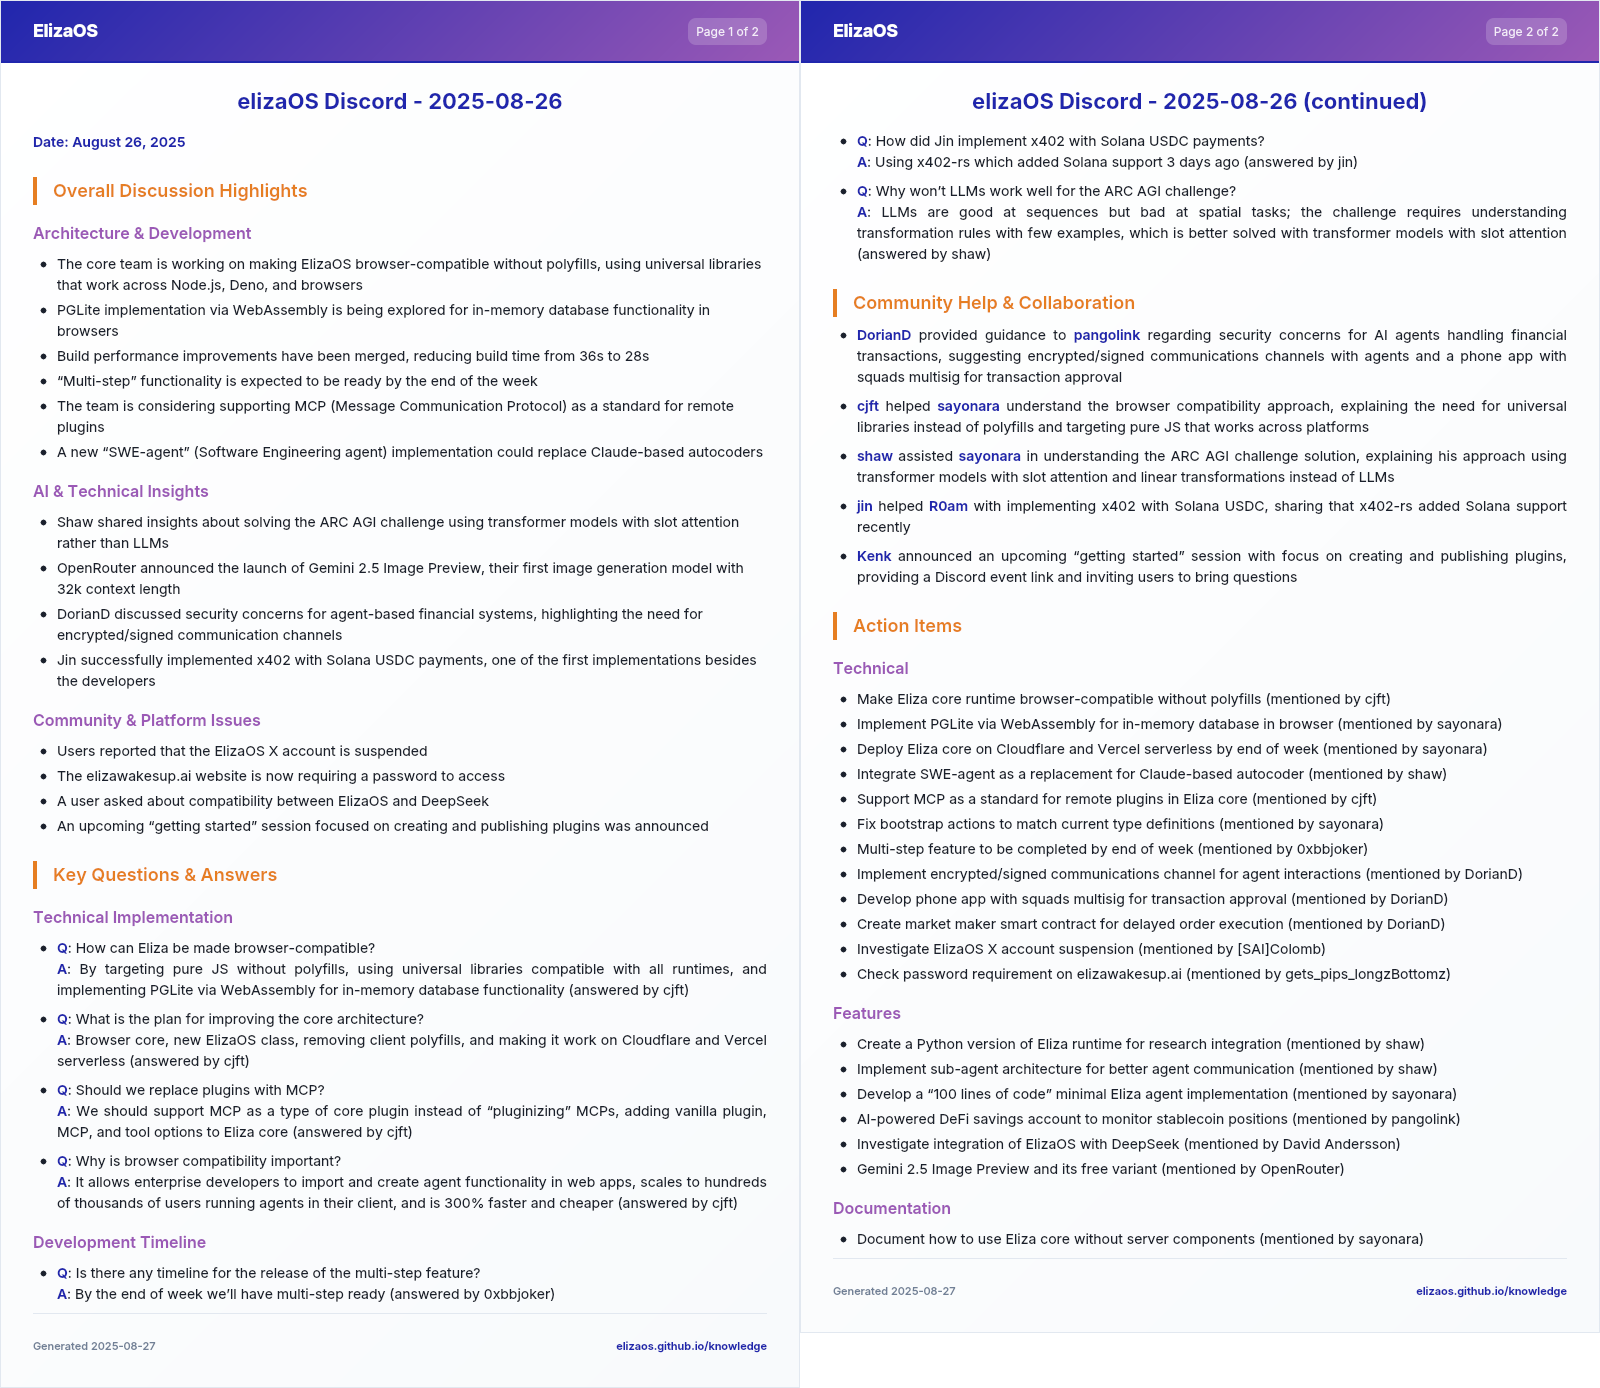 ElizaOS
Page 1 of 2
elizaOS Discord - 2025-08-26
Date: August 26, 2025
Overall Discussion Highlights
Architecture & Development
• The core team is working on making ElizaOS browser-compatible without polyfills, using universal libraries
that work across Node.js, Deno, and browsers
• PGLite implementation via WebAssembly is being explored for in-memory database functionality in
browsers
• Build performance improvements have been merged, reducing build time from 36s to 28s
• “Multi-step” functionality is expected to be ready by the end of the week
• The team is considering supporting MCP (Message Communication Protocol) as a standard for remote
plugins
• A new “SWE-agent” (Software Engineering agent) implementation could replace Claude-based autocoders
AI & Technical Insights
• Shaw shared insights about solving the ARC AGI challenge using transformer models with slot attention
rather than LLMs
• OpenRouter announced the launch of Gemini 2.5 Image Preview, their first image generation model with
32k context length
• DorianD discussed security concerns for agent-based financial systems, highlighting the need for
encrypted/signed communication channels
• Jin successfully implemented x402 with Solana USDC payments, one of the first implementations besides
the developers
Community & Platform Issues
• Users reported that the ElizaOS X account is suspended
• The elizawakesup.ai website is now requiring a password to access
• A user asked about compatibility between ElizaOS and DeepSeek
• An upcoming “getting started” session focused on creating and publishing plugins was announced
Key Questions & Answers
Technical Implementation
• Q: How can Eliza be made browser-compatible?
A: By targeting pure JS without polyfills, using universal libraries compatible with all runtimes, and
implementing PGLite via WebAssembly for in-memory database functionality (answered by cjft)
• Q: What is the plan for improving the core architecture?
A: Browser core, new ElizaOS class, removing client polyfills, and making it work on Cloudflare and Vercel
serverless (answered by cjft)
• Q: Should we replace plugins with MCP?
A: We should support MCP as a type of core plugin instead of “pluginizing” MCPs, adding vanilla plugin,
MCP, and tool options to Eliza core (answered by cjft)
• Q: Why is browser compatibility important?
A: It allows enterprise developers to import and create agent functionality in web apps, scales to hundreds
of thousands of users running agents in their client, and is 300% faster and cheaper (answered by cjft)
Development Timeline
• Q: Is there any timeline for the release of the multi-step feature?
A: By the end of week we’ll have multi-step ready (answered by 0xbbjoker)
Generated 2025-08-27
elizaos.github.io/knowledge
ElizaOS
Page 2 of 2
elizaOS Discord - 2025-08-26 (continued)
• Q: How did Jin implement x402 with Solana USDC payments?
A: Using x402-rs which added Solana support 3 days ago (answered by jin)
• Q: Why won’t LLMs work well for the ARC AGI challenge?
A: LLMs are good at sequences but bad at spatial tasks; the challenge requires understanding
transformation rules with few examples, which is better solved with transformer models with slot attention
(answered by shaw)
Community Help & Collaboration
• DorianD provided guidance to pangolink regarding security concerns for AI agents handling financial
transactions, suggesting encrypted/signed communications channels with agents and a phone app with
squads multisig for transaction approval
• cjft helped sayonara understand the browser compatibility approach, explaining the need for universal
libraries instead of polyfills and targeting pure JS that works across platforms
• shaw assisted sayonara in understanding the ARC AGI challenge solution, explaining his approach using
transformer models with slot attention and linear transformations instead of LLMs
• jin helped R0am with implementing x402 with Solana USDC, sharing that x402-rs added Solana support
recently
• Kenk announced an upcoming “getting started” session with focus on creating and publishing plugins,
providing a Discord event link and inviting users to bring questions
Action Items
Technical
• Make Eliza core runtime browser-compatible without polyfills (mentioned by cjft)
• Implement PGLite via WebAssembly for in-memory database in browser (mentioned by sayonara)
• Deploy Eliza core on Cloudflare and Vercel serverless by end of week (mentioned by sayonara)
• Integrate SWE-agent as a replacement for Claude-based autocoder (mentioned by shaw)
• Support MCP as a standard for remote plugins in Eliza core (mentioned by cjft)
• Fix bootstrap actions to match current type definitions (mentioned by sayonara)
• Multi-step feature to be completed by end of week (mentioned by 0xbbjoker)
• Implement encrypted/signed communications channel for agent interactions (mentioned by DorianD)
• Develop phone app with squads multisig for transaction approval (mentioned by DorianD)
• Create market maker smart contract for delayed order execution (mentioned by DorianD)
• Investigate ElizaOS X account suspension (mentioned by [SAI]Colomb)
• Check password requirement on elizawakesup.ai (mentioned by gets_pips_longzBottomz)
Features
• Create a Python version of Eliza runtime for research integration (mentioned by shaw)
• Implement sub-agent architecture for better agent communication (mentioned by shaw)
• Develop a “100 lines of code” minimal Eliza agent implementation (mentioned by sayonara)
• AI-powered DeFi savings account to monitor stablecoin positions (mentioned by pangolink)
• Investigate integration of ElizaOS with DeepSeek (mentioned by David Andersson)
• Gemini 2.5 Image Preview and its free variant (mentioned by OpenRouter)
Documentation
• Document how to use Eliza core without server components (mentioned by sayonara)
Generated 2025-08-27
elizaos.github.io/knowledge